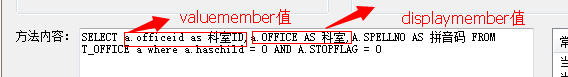 valuemember值 displaymember值
方法内容: SELECT a.officeid as 科室ID,a.OFFICE AS 科室,A.SPELLNO AS 拼音码 FROM
T_OFFICE a where a.haschild = 0 AND A.STOPFLAG = 0
常